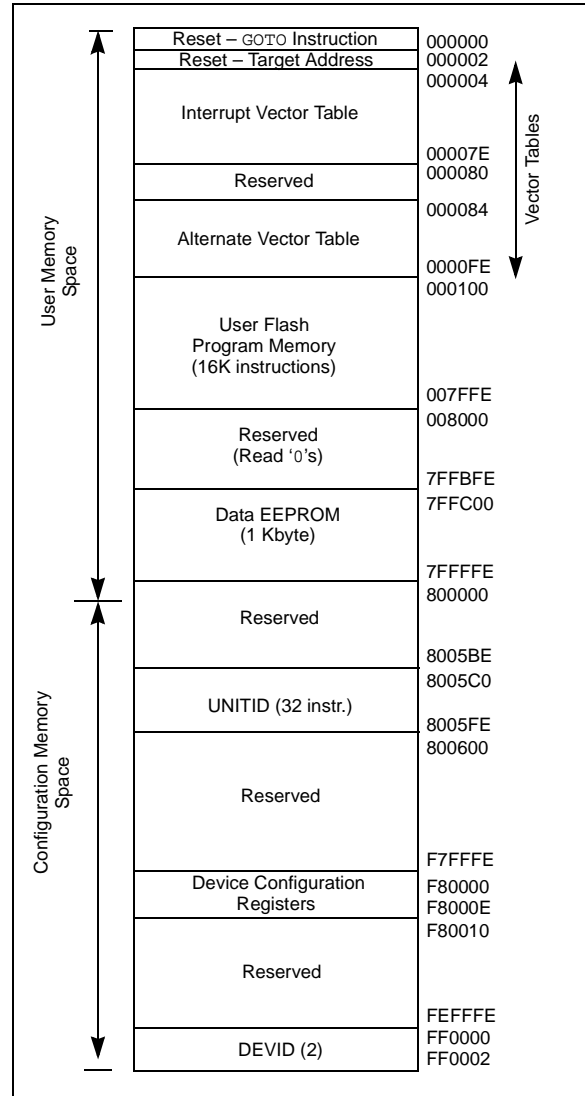 Reset – GOTO Instruction
000000
Reset – Target Address
000002
000004
Interrupt Vector Table
00007E
000080
Reserved
000084
Alternate Vector Table
0000FE
000100
Vector Tables
User Memory
Space
User Flash
Program Memory
(16K instructions)
007FFE
008000
Reserved
(Read ‘0’s)
7FFBFE
7FFC00
Data EEPROM
(1 Kbyte)
7FFFFE
800000
Reserved
8005BE
8005C0
UNITID (32 instr.)
8005FE
800600
Configuration Memory
Space
Reserved
F7FFFE
Device Configuration
Registers
F80000
F8000E
F80010
Reserved
FEFFFE
FF0000
DEVID (2)
FF0002